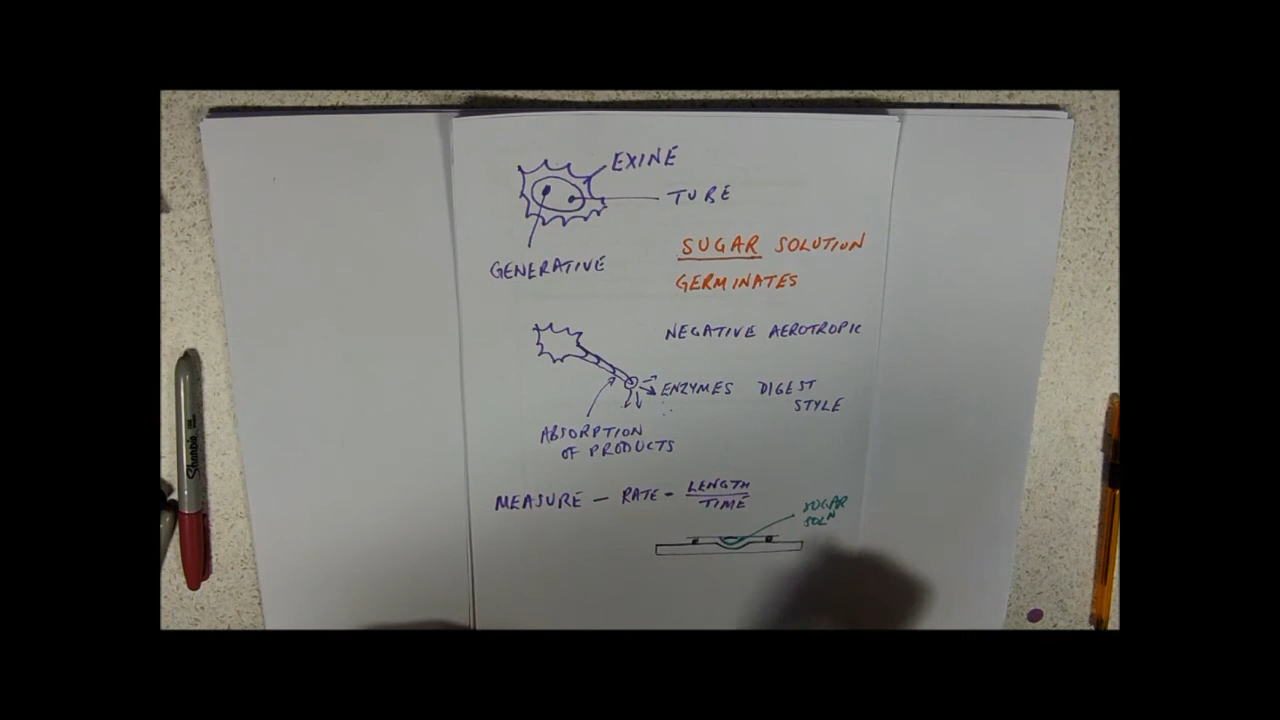 EXINE
TUBE
GENERATIVE
SUGAR SOLUTION
GERMINATES
NEGATIVE AEROTROPIC
ENZYMES DIGEST
STYLE
ABSORPTION
OF PRODUCTS
MEASURE - RATE = LENGTH
TIME
SUGAR
SOLN
Sharpie